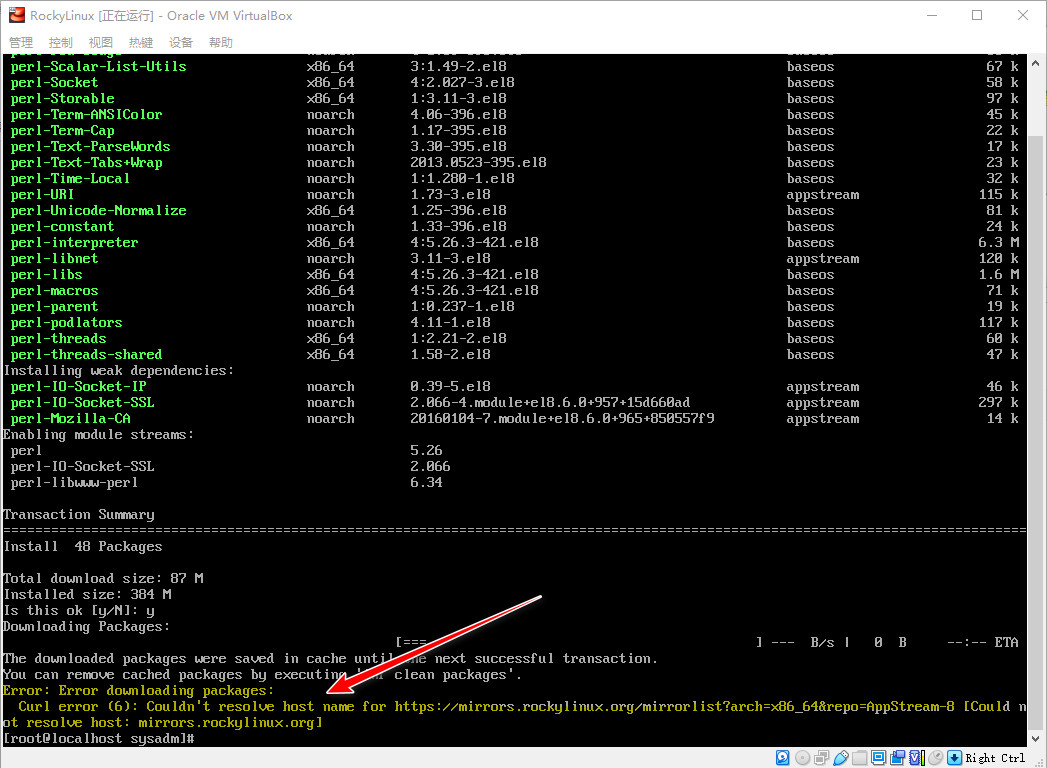 RockyLinux [正在运行] - Oracle VM VirtualBox
管理 控制 视图 热键 设备 帮助
perl-Scalar-List-Utils x86_64 3:1.49-2.el8 baseos 67 k
perl-Socket x86_64 4:2.027-3.el8 baseos 58 k
perl-Storable x86_64 1:3.11-3.el8 baseos 97 k
perl-Term-ANSIColor noarch 4.06-396.el8 baseos 45 k
perl-Term-Cap noarch 1.17-395.el8 baseos 22 k
perl-Text-ParseWords noarch 3.30-395.el8 baseos 17 k
perl-Text-Tabs+Wrap noarch 2013.0523-395.el8 baseos 23 k
perl-Time-Local noarch 1:1.280-1.el8 baseos 32 k
perl-URI noarch 1.73-3.el8 appstream 115 k
perl-Unicode-Normalize x86_64 1.25-396.el8 baseos 81 k
perl-constant noarch 1.33-396.el8 baseos 24 k
perl-interpreter x86_64 4:5.26.3-421.el8 baseos 6.3 M
perl-libnet noarch 3.11-3.el8 appstream 120 k
perl-libs x86_64 4:5.26.3-421.el8 baseos 1.6 M
perl-macros x86_64 4:5.26.3-421.el8 baseos 71 k
perl-parent noarch 1:0.237-1.el8 baseos 19 k
perl-podlators noarch 4.11-1.el8 baseos 117 k
perl-threads x86_64 1:2.21-2.el8 baseos 60 k
perl-threads-shared x86_64 1.58-2.el8 baseos 47 k
Installing weak dependencies:
perl-IO-Socket-IP noarch 0.39-5.el8 appstream 46 k
perl-IO-Socket-SSL noarch 2.066-4.module+el8.6.0+957+15d660ad appstream 297 k
perl-Mozilla-CA noarch 20160104-7.module+el8.6.0+965+850557f9 appstream 14 k
Enabling module streams:
perl 5.26
perl-IO-Socket-SSL 2.066
perl-libwww-perl 6.34
Transaction Summary
================================================================================================================================
Install 48 Packages
Total download size: 87 M
Installed size: 384 M
Is this ok [y/N]: y
Downloading Packages:
[=== ] --- B/s | 0 B --:-- ETA
The downloaded packages were saved in cache until the next successful transaction.
You can remove cached packages by executing clean packages'.
Error: Error downloading packages:
Curl error (6): Couldn't resolve host name for https://mirrors.rockylinux.org/mirrorlist?arch=x86_64&repo=AppStream-8 [Could n
ot resolve host: mirrors.rockylinux.org]
[root@localhost sysadm]#
Right Ctrl